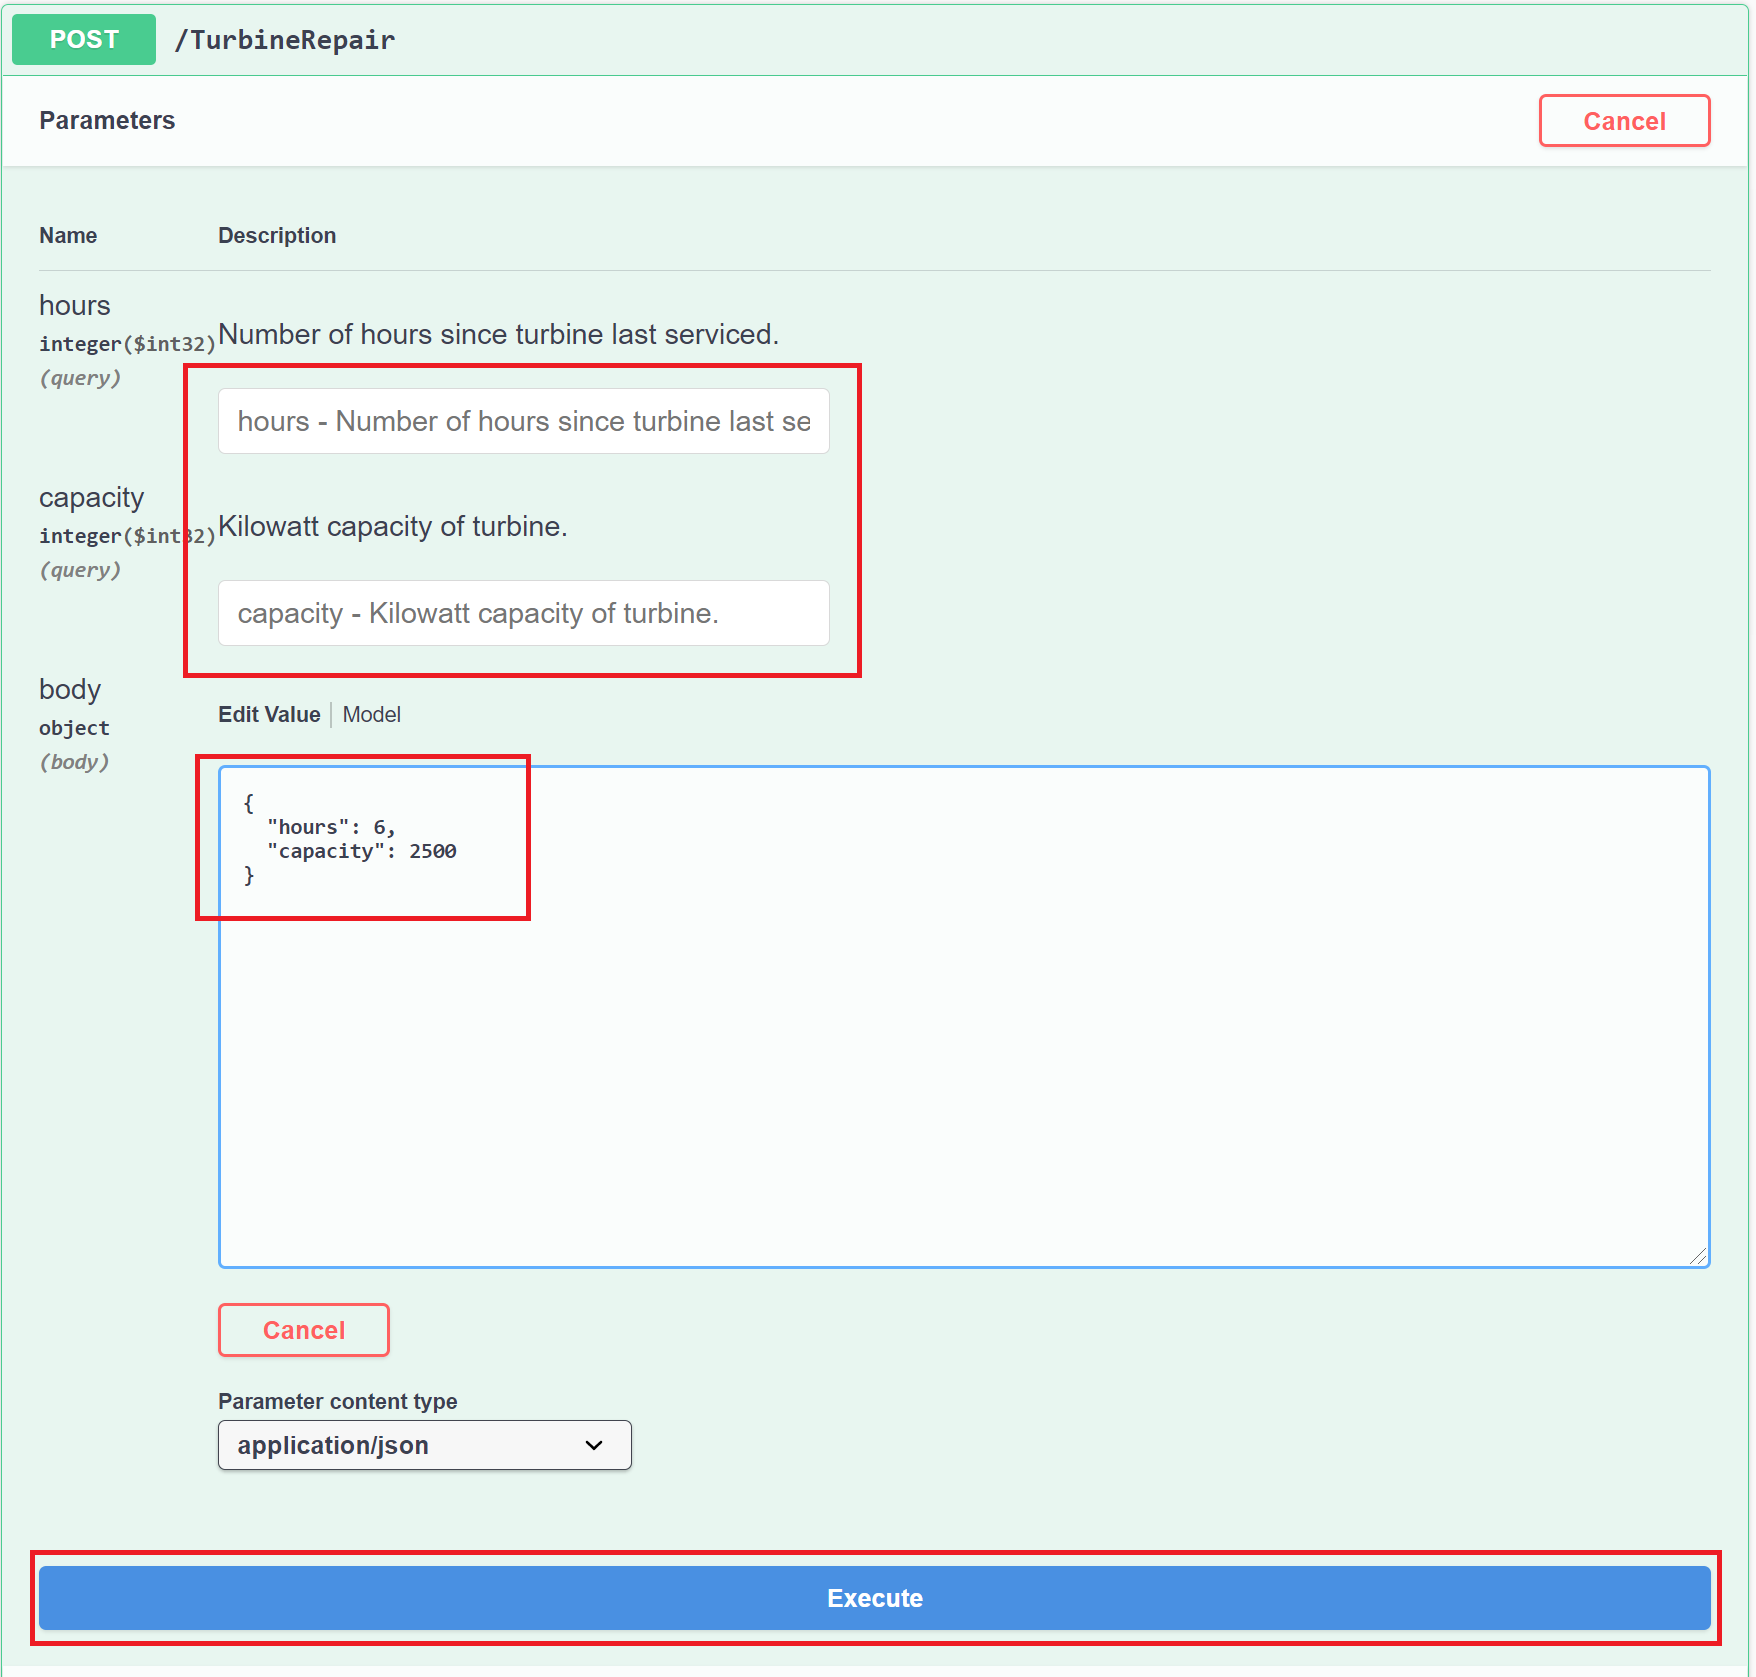 POST /TurbineRepair
Parameters
Cancel
Name Description
hours
integer($int32)
(query)
Number of hours since turbine last serviced.
hours - Number of hours since turbine last se
capacity
integer($int32)
(query)
Kilowatt capacity of turbine.
capacity - Kilowatt capacity of turbine.
body
object
(body)
Edit Value | Model
{
  "hours": 6,
  "capacity": 2500
}
Cancel
Parameter content type
application/json
Execute